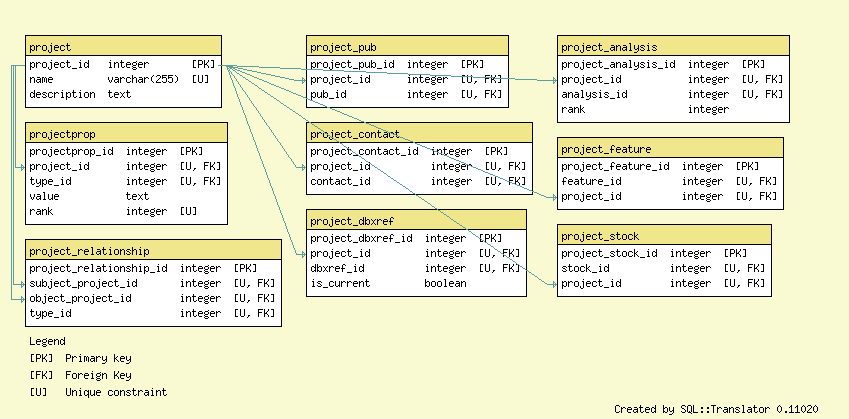 project
project_id integer [PK]
name varchar(255) [U]
description text
projectprop
projectprop_id integer [PK]
project_id integer [U, FK]
type_id integer [U, FK]
value text
rank integer [U]
project_relationship
project_relationship_id integer [PK]
subject_project_id integer [U, FK]
object_project_id integer [U, FK]
type_id integer [U, FK]
project_pub
project_pub_id integer [PK]
project_id integer [U, FK]
pub_id integer [U, FK]
project_contact
project_contact_id integer [PK]
project_id integer [U, FK]
contact_id integer [U, FK]
project_dbxref
project_dbxref_id integer [PK]
project_id integer [U, FK]
dbxref_id integer [U, FK]
is_current boolean
project_analysis
project_analysis_id integer [PK]
project_id integer [U, FK]
analysis_id integer [U, FK]
rank integer
project_feature
project_feature_id integer [PK]
feature_id integer [U, FK]
project_id integer [U, FK]
project_stock
project_stock_id integer [PK]
stock_id integer [U, FK]
project_id integer [U, FK]
Legend
[PK] Primary key
[FK] Foreign Key
[U] Unique constraint
Created by SQL::Translator 0.11020